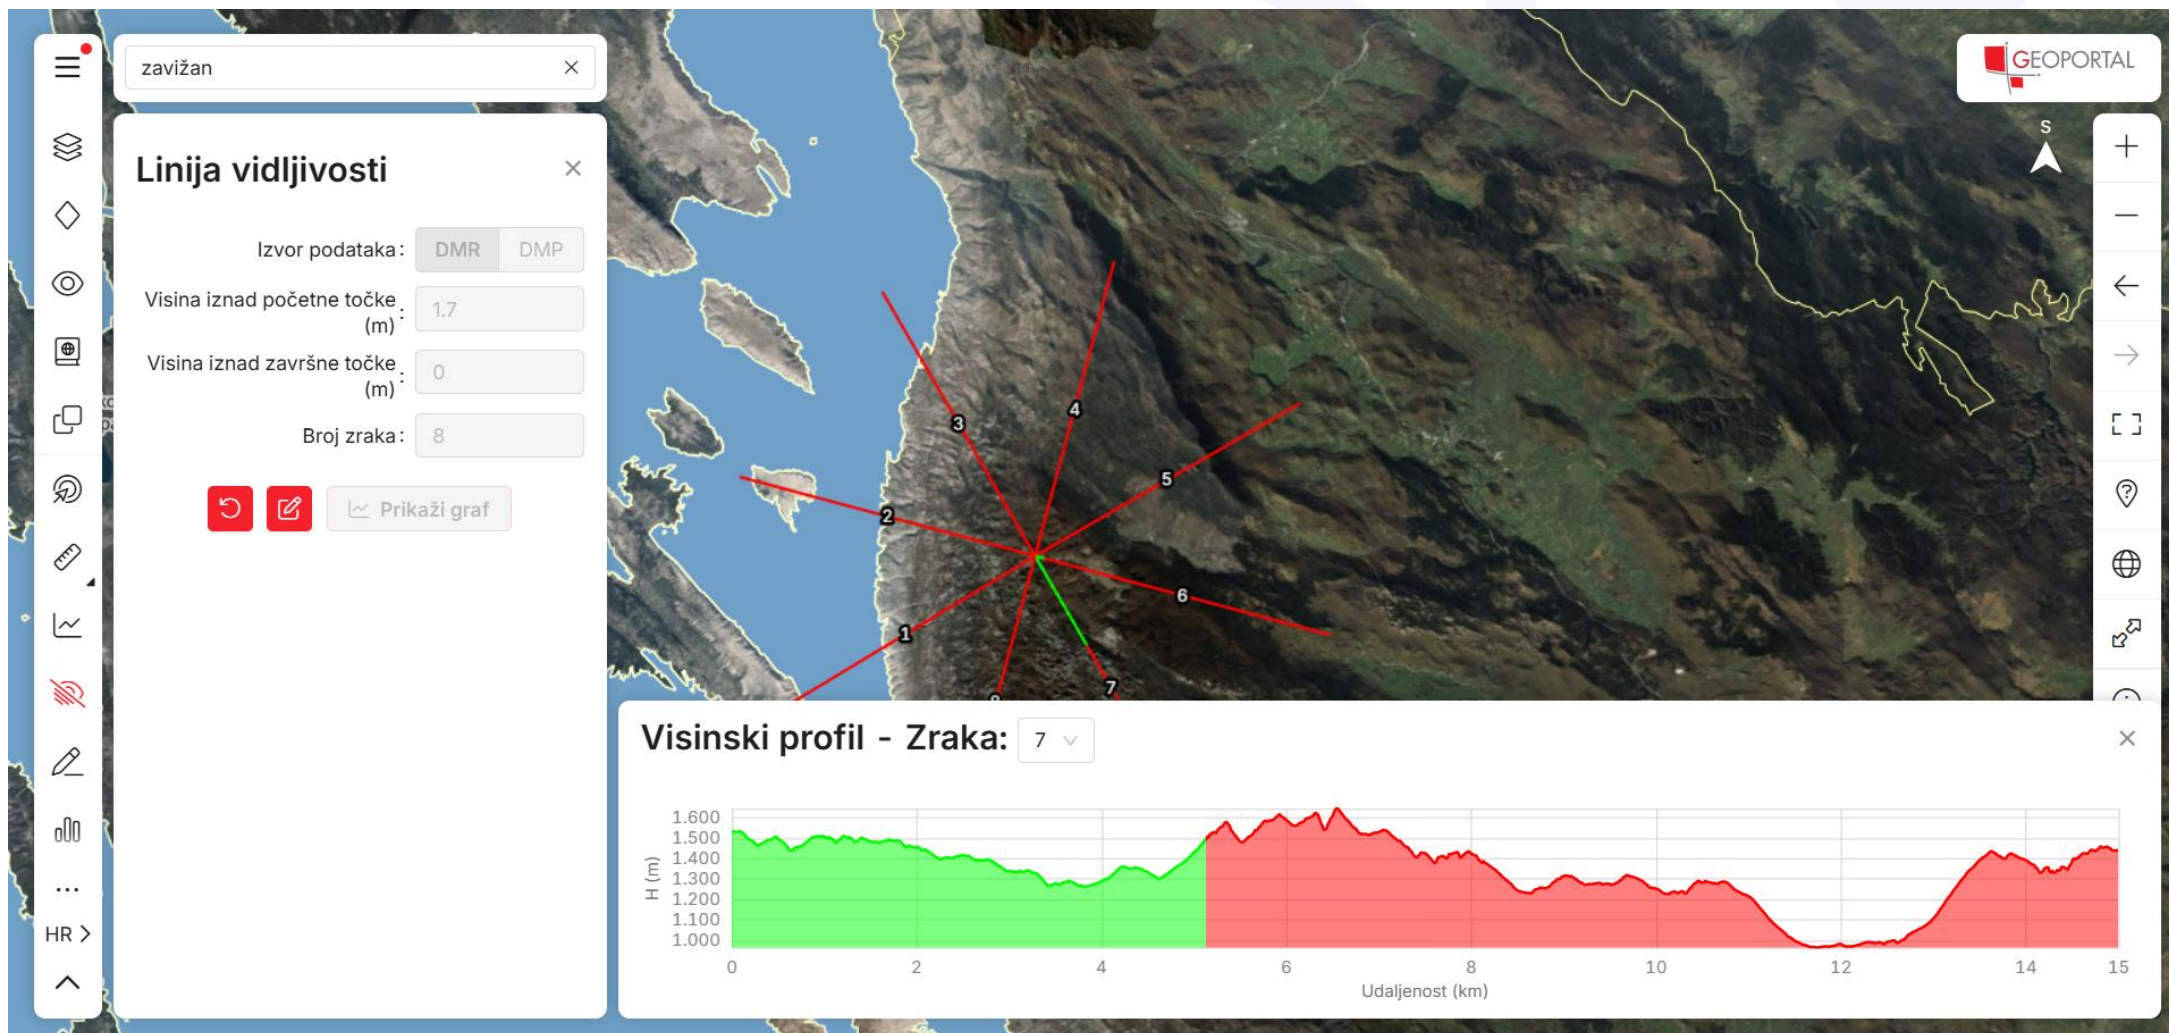 zavižan
GEOPORTAL
S
Linija vidljivosti
Izvor podataka: DMR DMP
Visina iznad početne točke (m): 1.7
Visina iznad završne točke (m): 0
Broj zraka: 8
Prikaži graf
3
4
5
2
6
1
7
HR
Visinski profil - Zraka: 7
1.600
1.500
1.400
1.300
1.200
1.100
1.000
H (m)
0 2 4 6 8 10 12 14 15
Udaljenost (km)